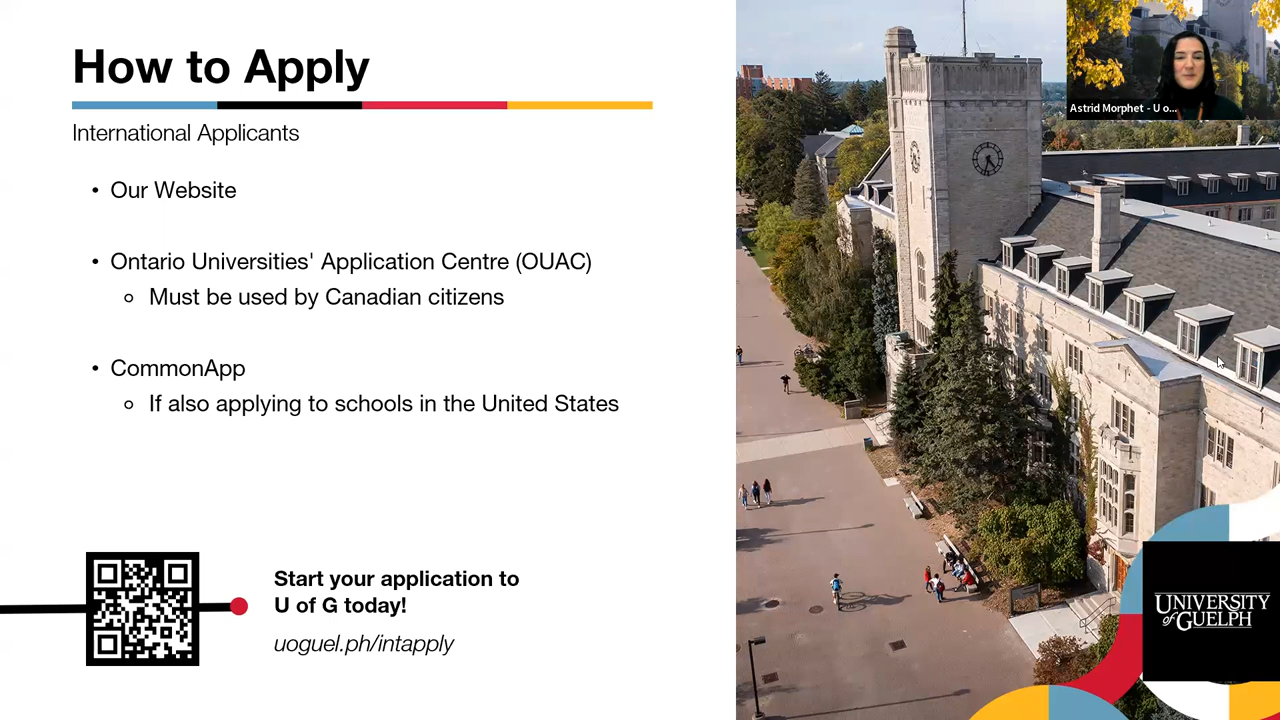 How to Apply
International Applicants
• Our Website
• Ontario Universities' Application Centre (OUAC)
○ Must be used by Canadian citizens
• CommonApp
○ If also applying to schools in the United States
Start your application to
U of G today!
uoguel.ph/intapply
Astrid Morphet - U o...
UNIVERSITY
of GUELPH